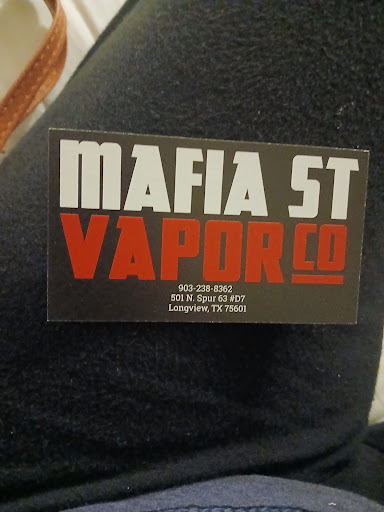 MAFIA ST
VAPOR CO
903-238-8362
501 N. Spur 63 #D7
Longview, TX 75601